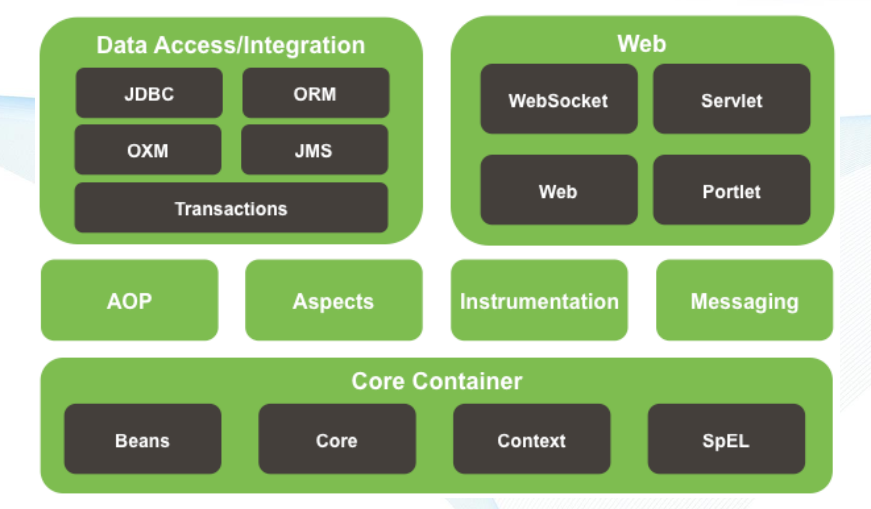 Data Access/Integration
JDBC
ORM
OXM
JMS
Transactions
Web
WebSocket
Servlet
Web
Portlet
AOP
Aspects
Instrumentation
Messaging
Core Container
Beans
Core
Context
SpEL